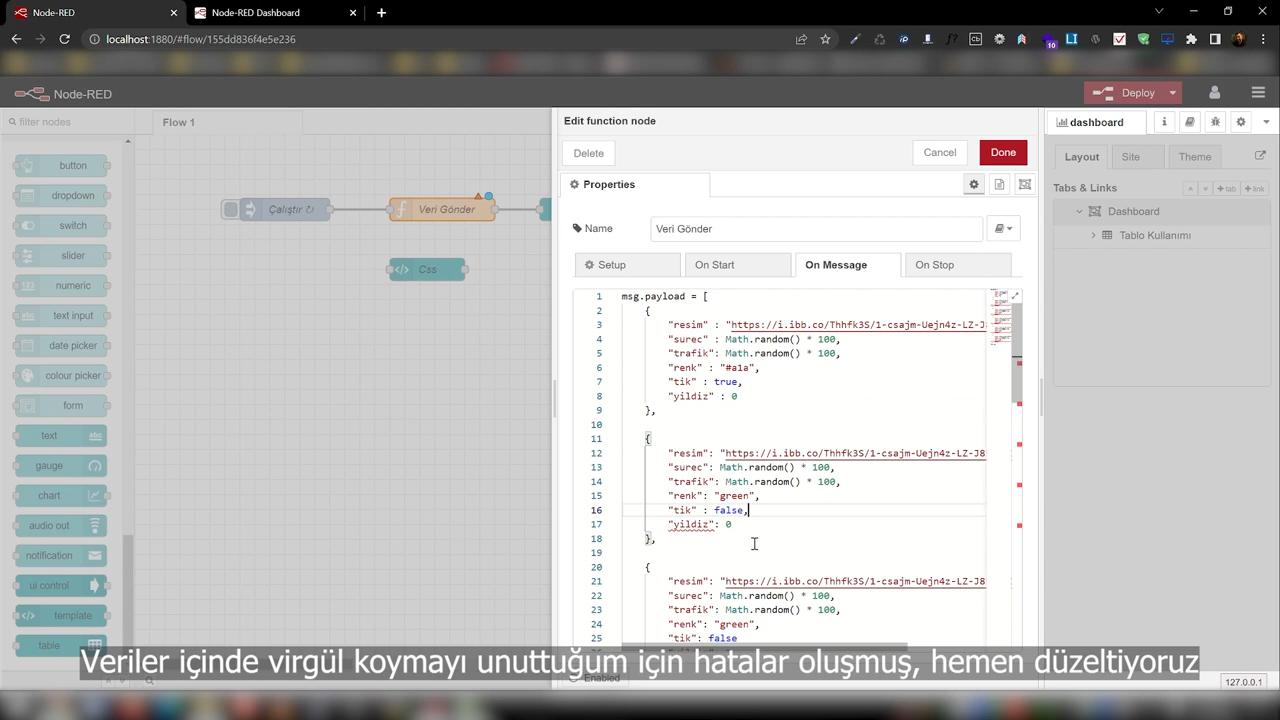 Node-RED
Node-RED Dashboard
localhost:1880/#flow/155dd836f4e5e236
10
Node-RED
Deploy
filter nodes
Flow 1
button
dropdown
switch
slider
numeric
text input
date picker
colour picker
form
text
gauge
chart
audio out
notification
ui control
template
table
Çalıştır ↻
Veri Gönder
Css
Edit function node
Delete
Cancel
Done
Properties
Name
Veri Gönder
Setup
On Start
On Message
On Stop
1 msg.payload = [
2 {
3 "resim" : "https://i.ibb.co/Thhfk3S/1-csajm-Uejn4z-LZ-J8
4 "surec" : Math.random() * 100,
5 "trafik": Math.random() * 100,
6 "renk" : "#a1a",
7 "tik" : true,
8 "yildiz" : 0
9 },
10
11 {
12 "resim": "https://i.ibb.co/Thhfk3S/1-csajm-Uejn4z-LZ-J8
13 "surec": Math.random() * 100,
14 "trafik": Math.random() * 100,
15 "renk": "green",
16 "tik" : false,
17 "yildiz": 0
18 },
19
20 {
21 "resim": "https://i.ibb.co/Thhfk3S/1-csajm-Uejn4z-LZ-J8
22 "surec": Math.random() * 100,
23 "trafik": Math.random() * 100,
24 "renk": "green",
25 "tik": false
Enabled
dashboard
Layout
Site
Theme
Tabs & Links
+tab
+link
Dashboard
Tablo Kullanımı
Veriler içinde virgül koymayı unuttuğum için hatalar oluşmuş, hemen düzeltiyoruz
127.0.0.1